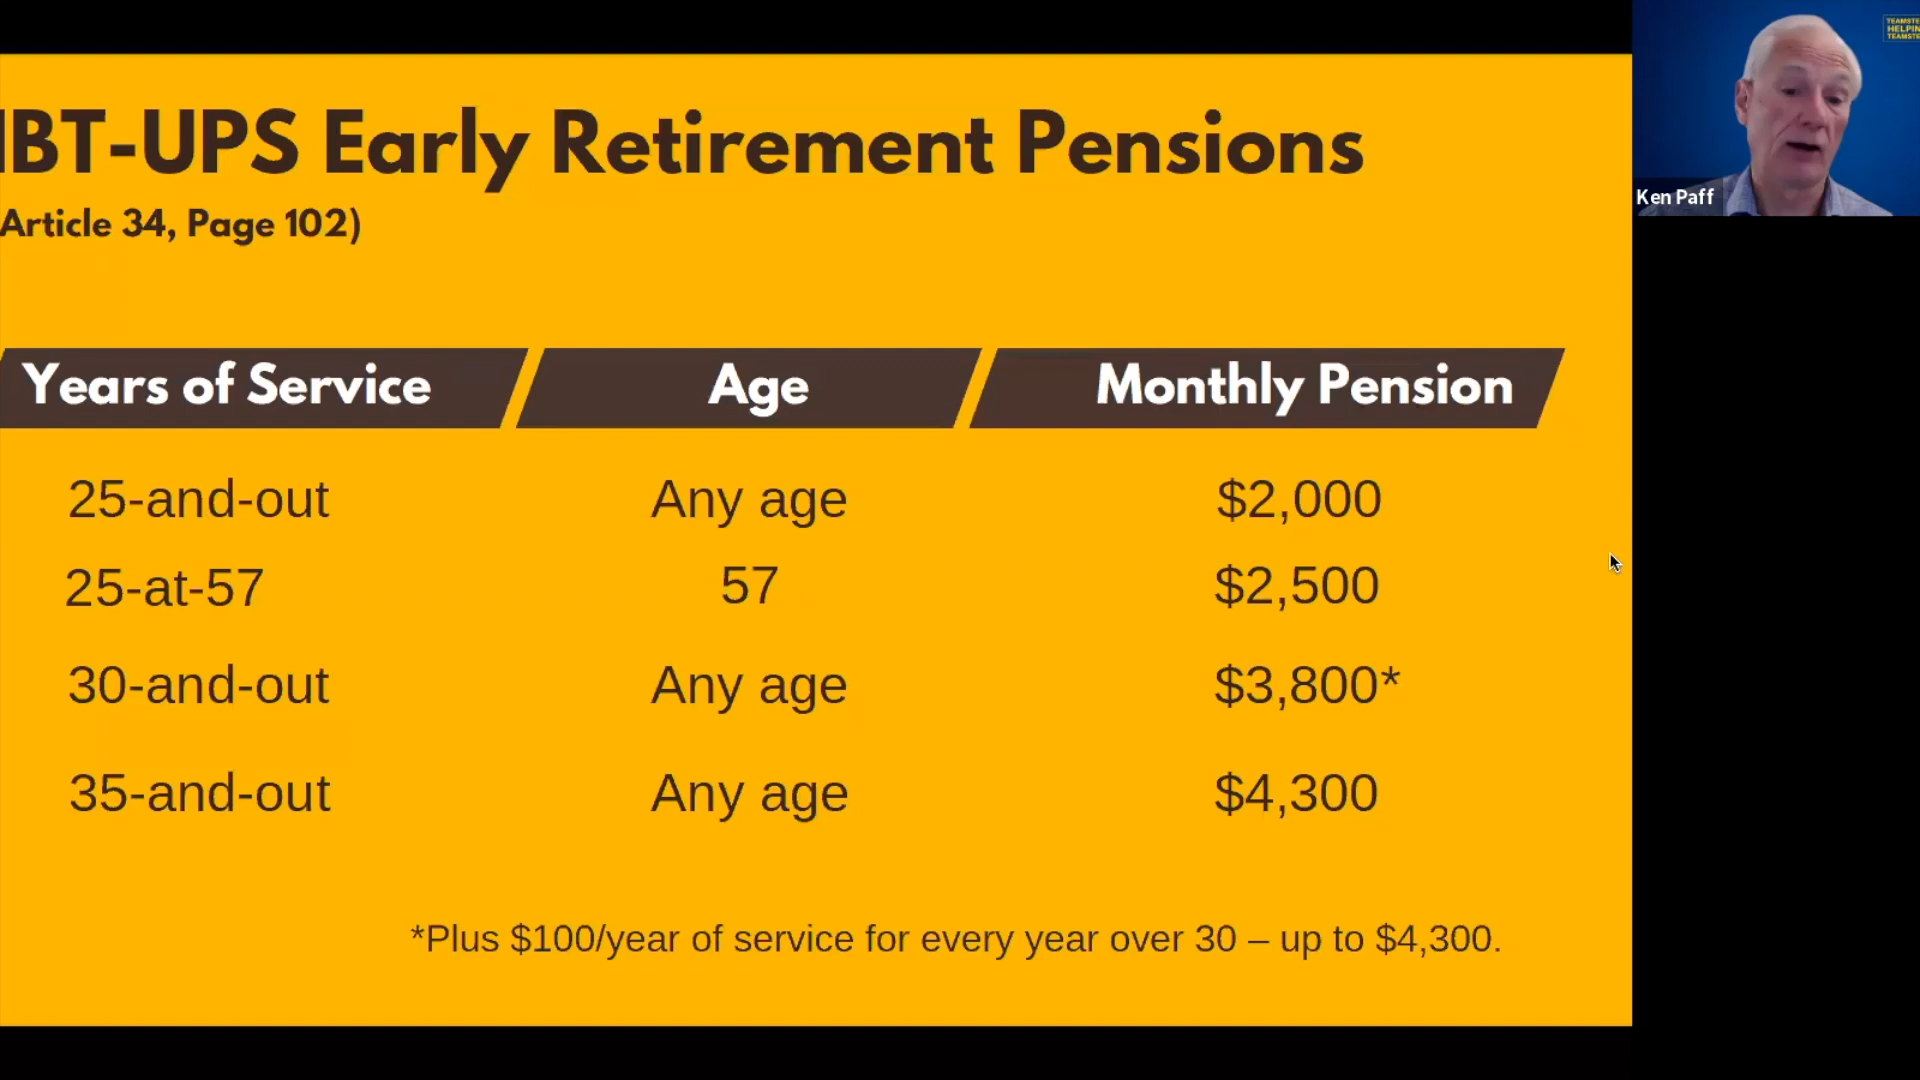 IBT-UPS Early Retirement Pensions
Article 34, Page 102)
Years of Service Age Monthly Pension
25-and-out Any age $2,000
25-at-57 57 $2,500
30-and-out Any age $3,800*
35-and-out Any age $4,300
*Plus $100/year of service for every year over 30 – up to $4,300.
Ken Paff